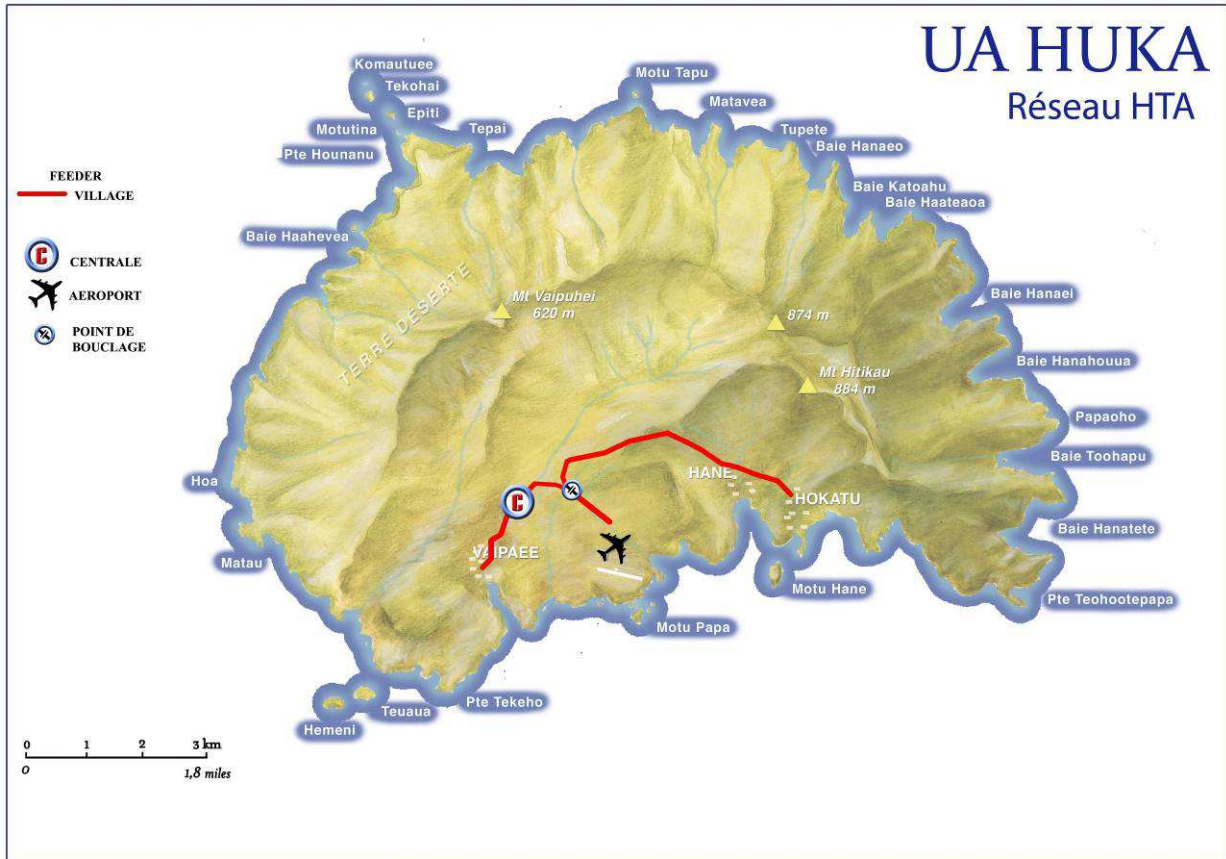 UA HUKA
Réseau HTA
Komautuee
Tekohai
Epiti
Motutina
Pte Hounanu
Tepai
Motu Tapu
Matavea
Tupete
Baie Hanaeo
Baie Katoahu
Baie Haateaoa
FEEDER
VILLAGE
C
CENTRALE
AEROPORT
POINT DE
BOUCLAGE
Baie Haahevea
TERRE DÉSERTE
Mt Vaipuhei
620 m
874 m
Mt Hitikau
884 m
Baie Hanaei
Baie Hanahouua
Papaoho
Baie Toohapu
Baie Hanatete
Pte Teohootepapa
Hoa
Matau
C
VAIPAEE
HANE
HOKATU
Motu Hane
Motu Papa
Pte Tekeho
Teuaua
Hemeni
0 1 2 3 km
0 1,8 miles